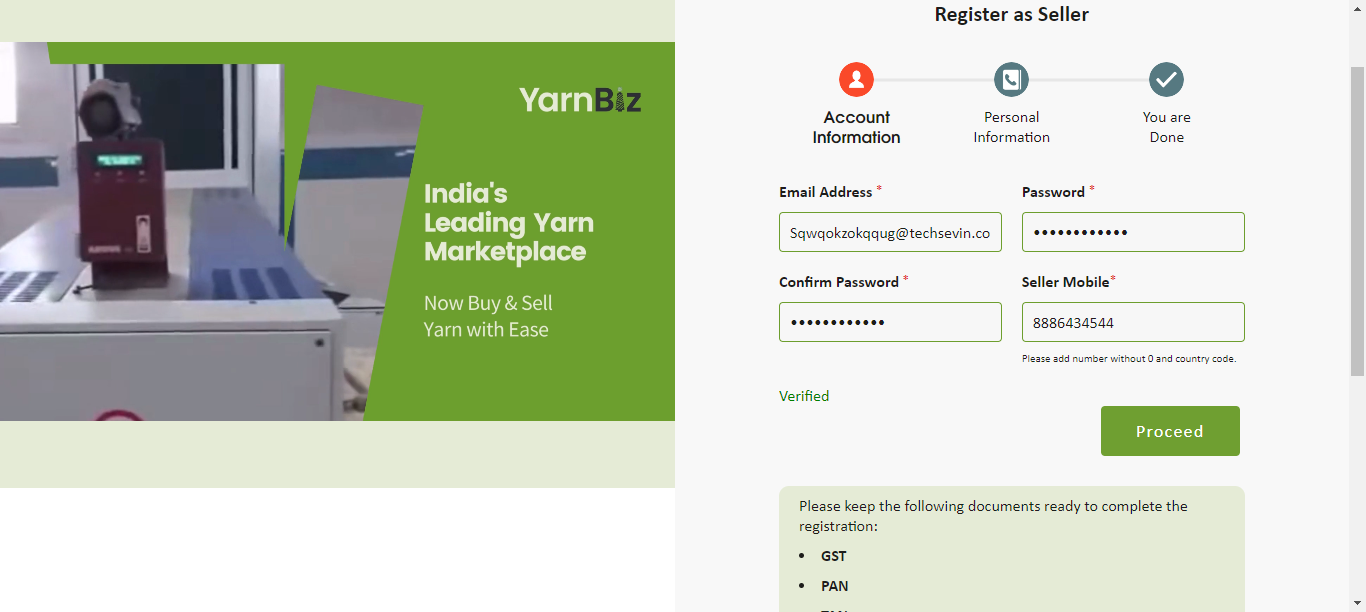 Register as Seller
YarnBiz
India's
Leading Yarn
Marketplace
Now Buy & Sell
Yarn with Ease
Account
Information
Personal
Information
You are
Done
Email Address *
Password *
Sqwqokzokqqug@techsevin.co
••••••••••••
Confirm Password *
Seller Mobile*
••••••••••••
8886434544
Please add number without 0 and country code.
Verified
Proceed
Please keep the following documents ready to complete the
registration:
• GST
• PAN